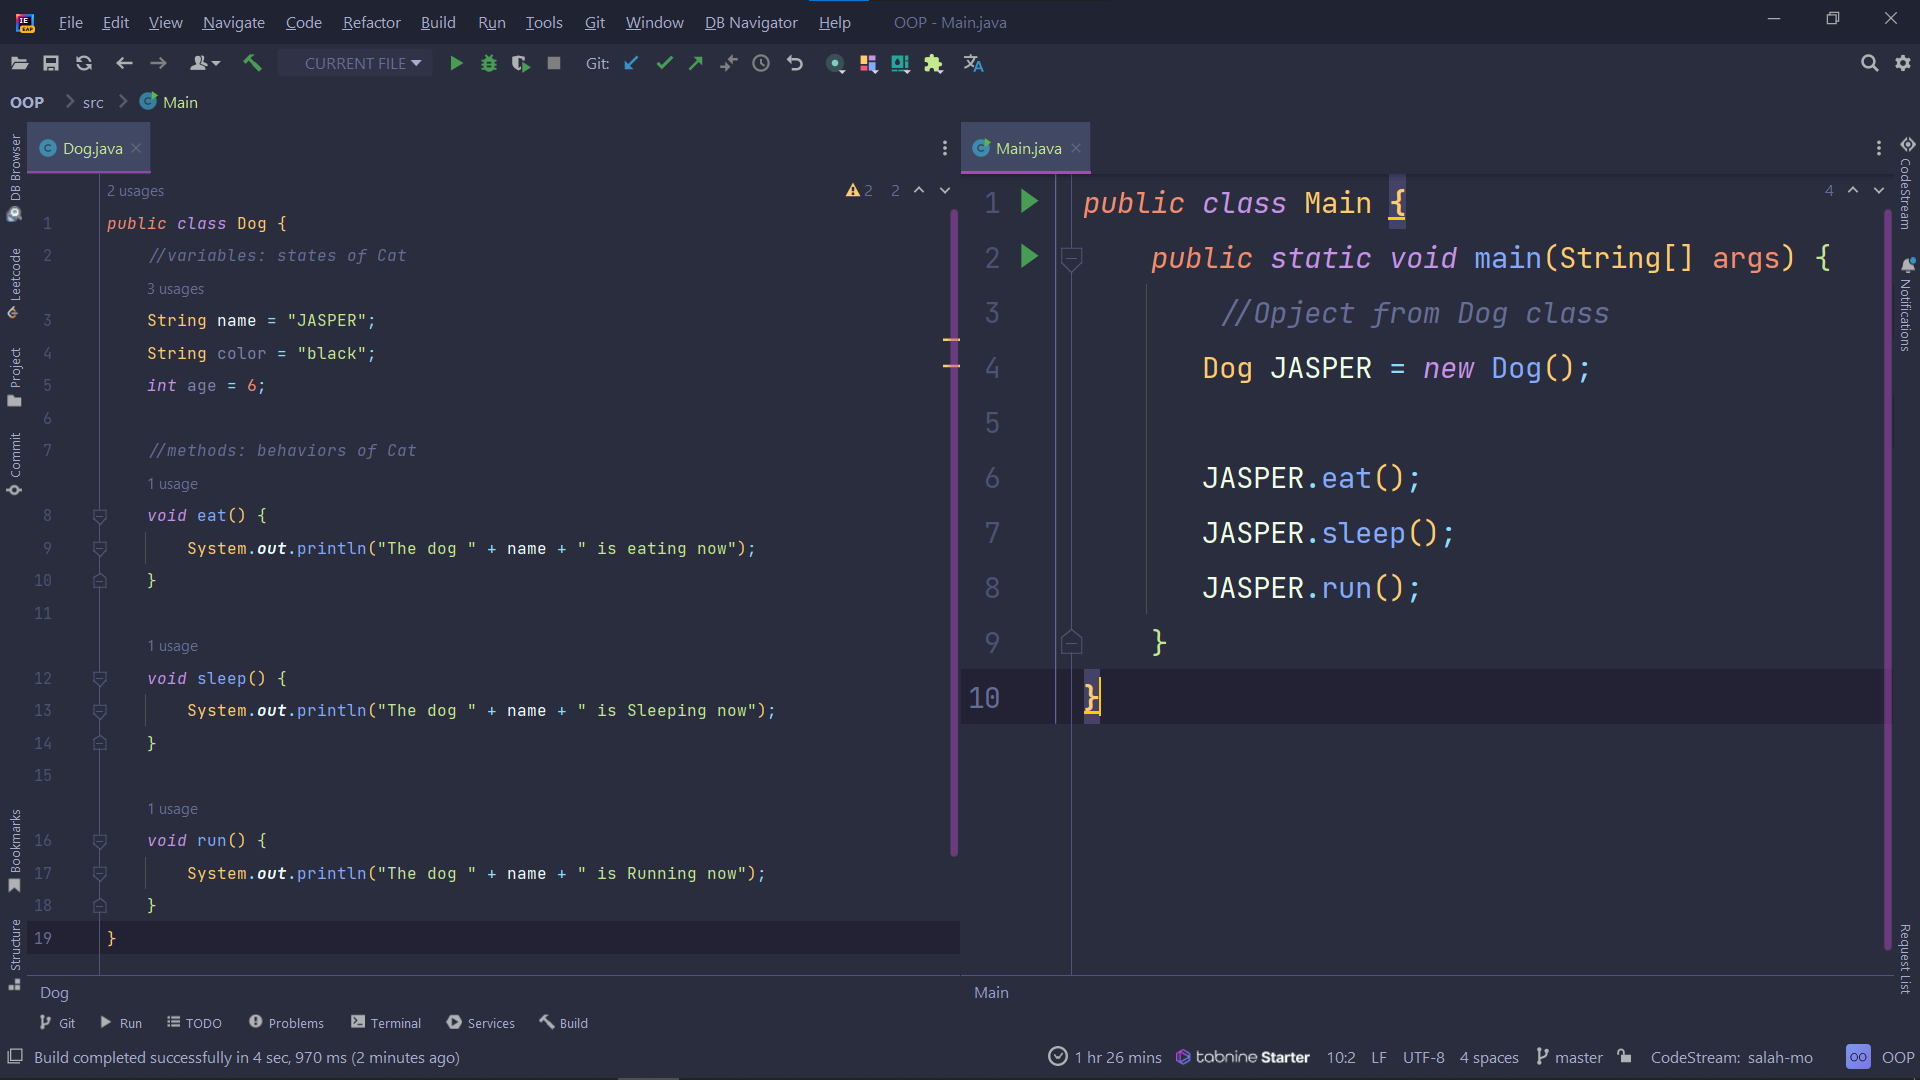 File Edit View Navigate Code Refactor Build Run Tools Git Window DB Navigator Help OOP - Main.java
CURRENT FILE Git:
OOP src Main
DB Browser
Leetcode
Project
Commit
Bookmarks
Structure
Dog.java
2 usages
2 2
1 public class Dog {
2 //variables: states of Cat
3 usages
3 String name = "JASPER";
4 String color = "black";
5 int age = 6;
6
7 //methods: behaviors of Cat
1 usage
8 void eat() {
9 System.out.println("The dog " + name + " is eating now");
10 }
11
1 usage
12 void sleep() {
13 System.out.println("The dog " + name + " is Sleeping now");
14 }
15
1 usage
16 void run() {
17 System.out.println("The dog " + name + " is Running now");
18 }
19 }
Dog
Main.java
4
1 public class Main {
2 public static void main(String[] args) {
3 //Opject from Dog class
4 Dog JASPER = new Dog();
5
6 JASPER.eat();
7 JASPER.sleep();
8 JASPER.run();
9 }
10 }
Main
CodeStream
Notifications
Request List
Git Run TODO Problems Terminal Services Build
Build completed successfully in 4 sec, 970 ms (2 minutes ago) 1 hr 26 mins tabnine Starter 10:2 LF UTF-8 4 spaces master CodeStream: salah-mo OOP